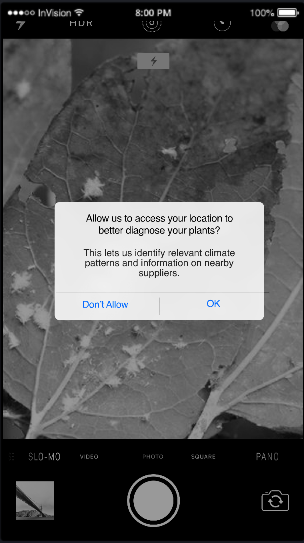 InVision 8:00 PM 100%
HDR
Allow us to access your location to
better diagnose your plants?
This lets us identify relevant climate
patterns and information on nearby
suppliers.
Don't Allow OK
SLO-MO VIDEO PHOTO SQUARE PANO